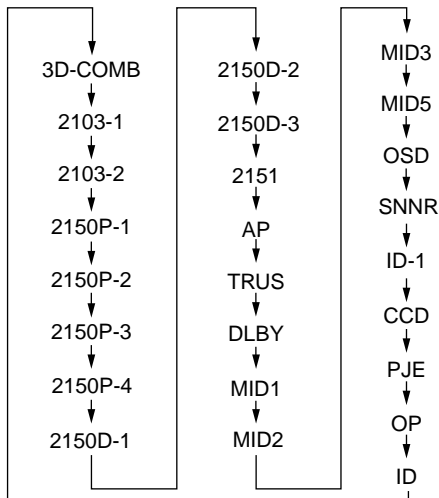 3D-COMB
2103-1
2103-2
2150P-1
2150P-2
2150P-3
2150P-4
2150D-1
2150D-2
2150D-3
2151
AP
TRUS
DLBY
MID1
MID2
MID3
MID5
OSD
SNNR
ID-1
CCD
PJE
OP
ID